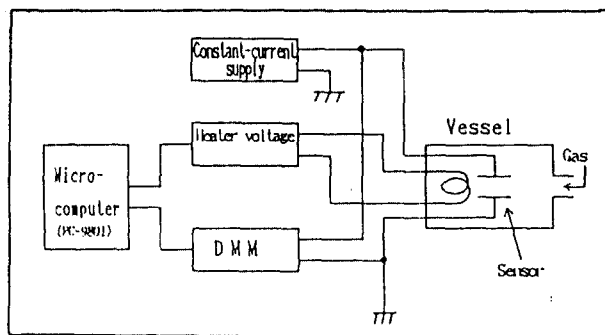 Constant-current
supply
Heater voltage
Vessel
Gas
Micro-
computer
(PC-9801)
DMM
Sensor